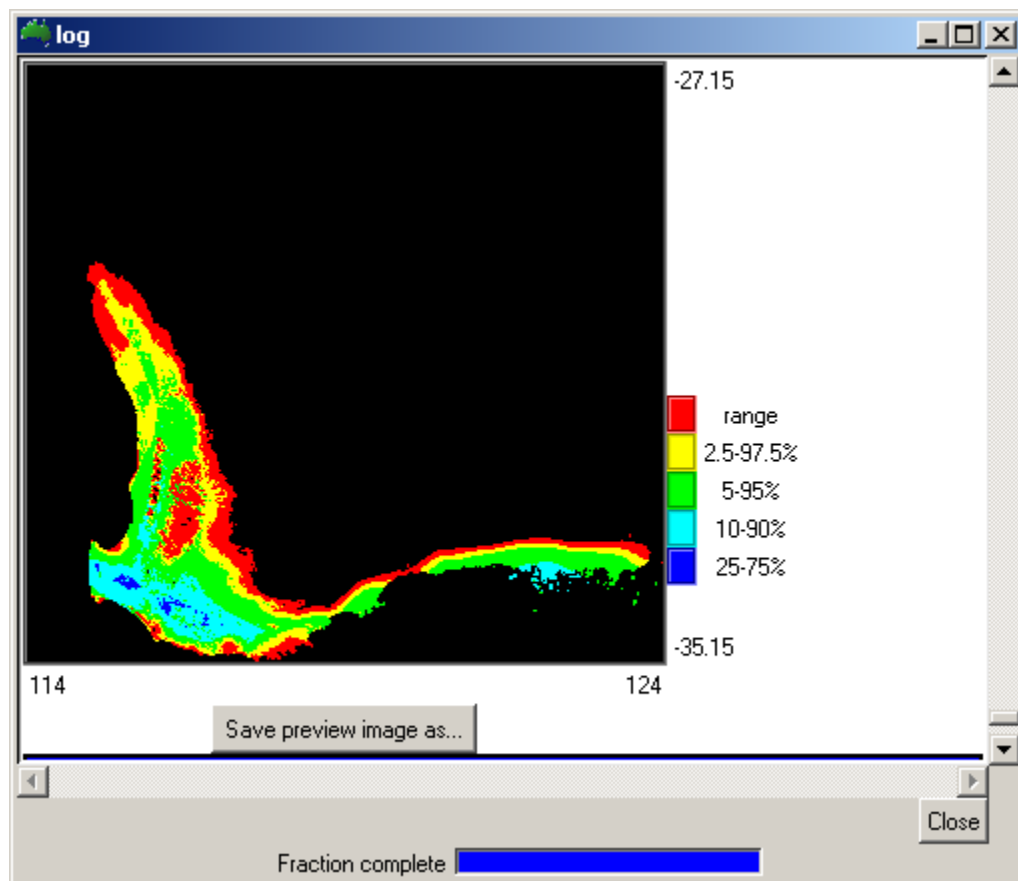 log
-27.15
range
2.5-97.5%
5-95%
10-90%
25-75%
-35.15
114 124
Save preview image as...
Close
Fraction complete